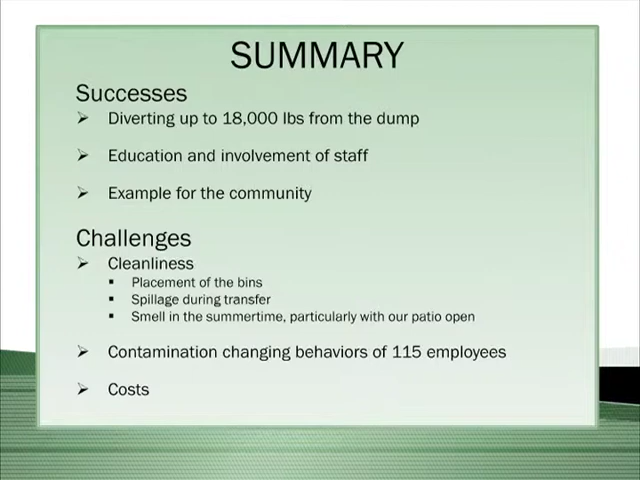 SUMMARY
Successes
➢ Diverting up to 18,000 lbs from the dump
➢ Education and involvement of staff
➢ Example for the community
Challenges
➢ Cleanliness
▪ Placement of the bins
▪ Spillage during transfer
▪ Smell in the summertime, particularly with our patio open
➢ Contamination changing behaviors of 115 employees
➢ Costs